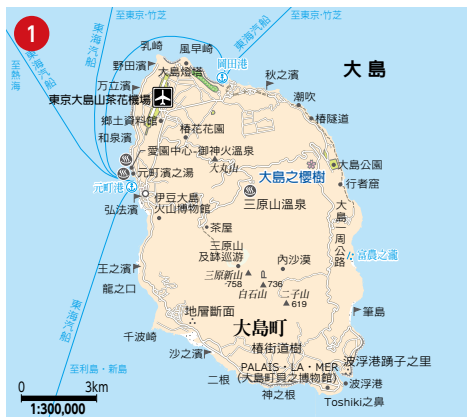 1
至東京·竹芝
至東京·竹芝
東海汽船
東海汽船
東海汽船
至熱海
乳崎
風早崎
野田濱
大島燈塔
岡田港
大島
秋之濱
万立濱
東京大島山茶花機場
潮吹
鄉土資料館
椿花花園
椿隧道
和泉濱
愛園中心-御神火溫泉
大丸山
大島公園
元町濱之湯
大島之櫻樹
行者窟
元町港
三原山溫泉
弘法濱
伊豆大島
火山博物館
大島一周公路
茶屋
三原山
及缽巡游
內沙漠
王之濱
三原新山
758
736
白石山
二子山
619
龍之口
筆島
地層斷面
大島町
東海汽船
千波崎
椿街道樹
沙之濱
波浮港踴子之里
PALAIS・LA・MER
(大島町貝之博物館)
二根
神之根
波浮港
Toshiki之鼻
至利島·新島
0
3km
1:300,000